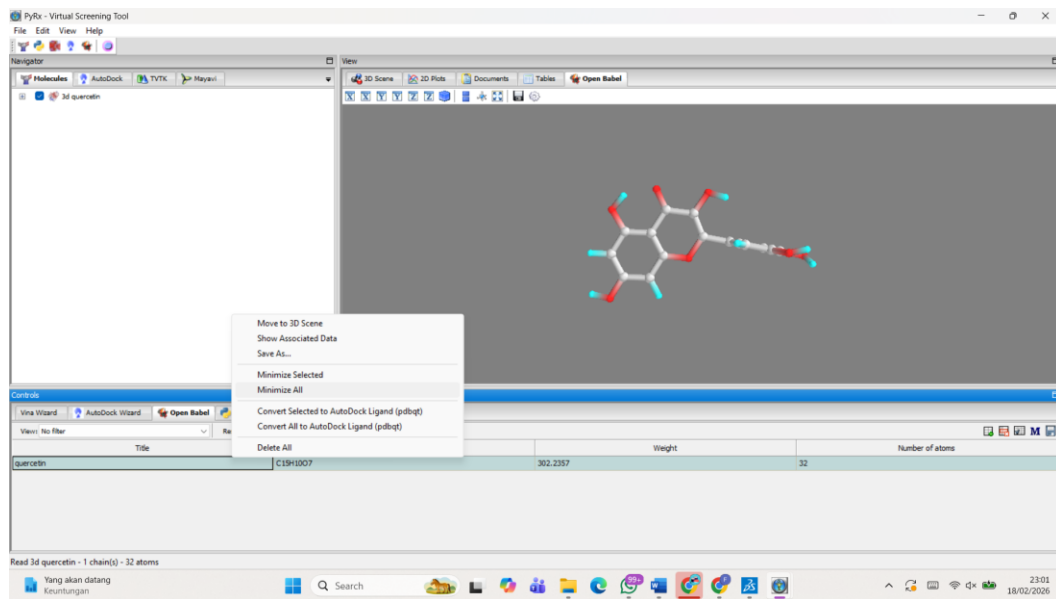 PyRx - Virtual Screening Tool
File Edit View Help
Navigator
View
Molecules AutoDock TVTK Mayavi
3D Scene 2D Plots Documents Tables Open Babel
3d quercetin
X X Y Y Z Z
Move to 3D Scene
Show Associated Data
Save As...
Minimize Selected
Minimize All
Convert Selected to AutoDock Ligand (pdbqt)
Convert All to AutoDock Ligand (pdbqt)
Delete All
Controls
Vina Wizard AutoDock Wizard Open Babel
View: No filter
M
Title Weight Number of atoms
quercetin C15H10O7 302.2357 32
Read 3d quercetin - 1 chain(s) - 32 atoms
Yang akan datang
Keuntungan
Search
99+
23:01
18/02/2026